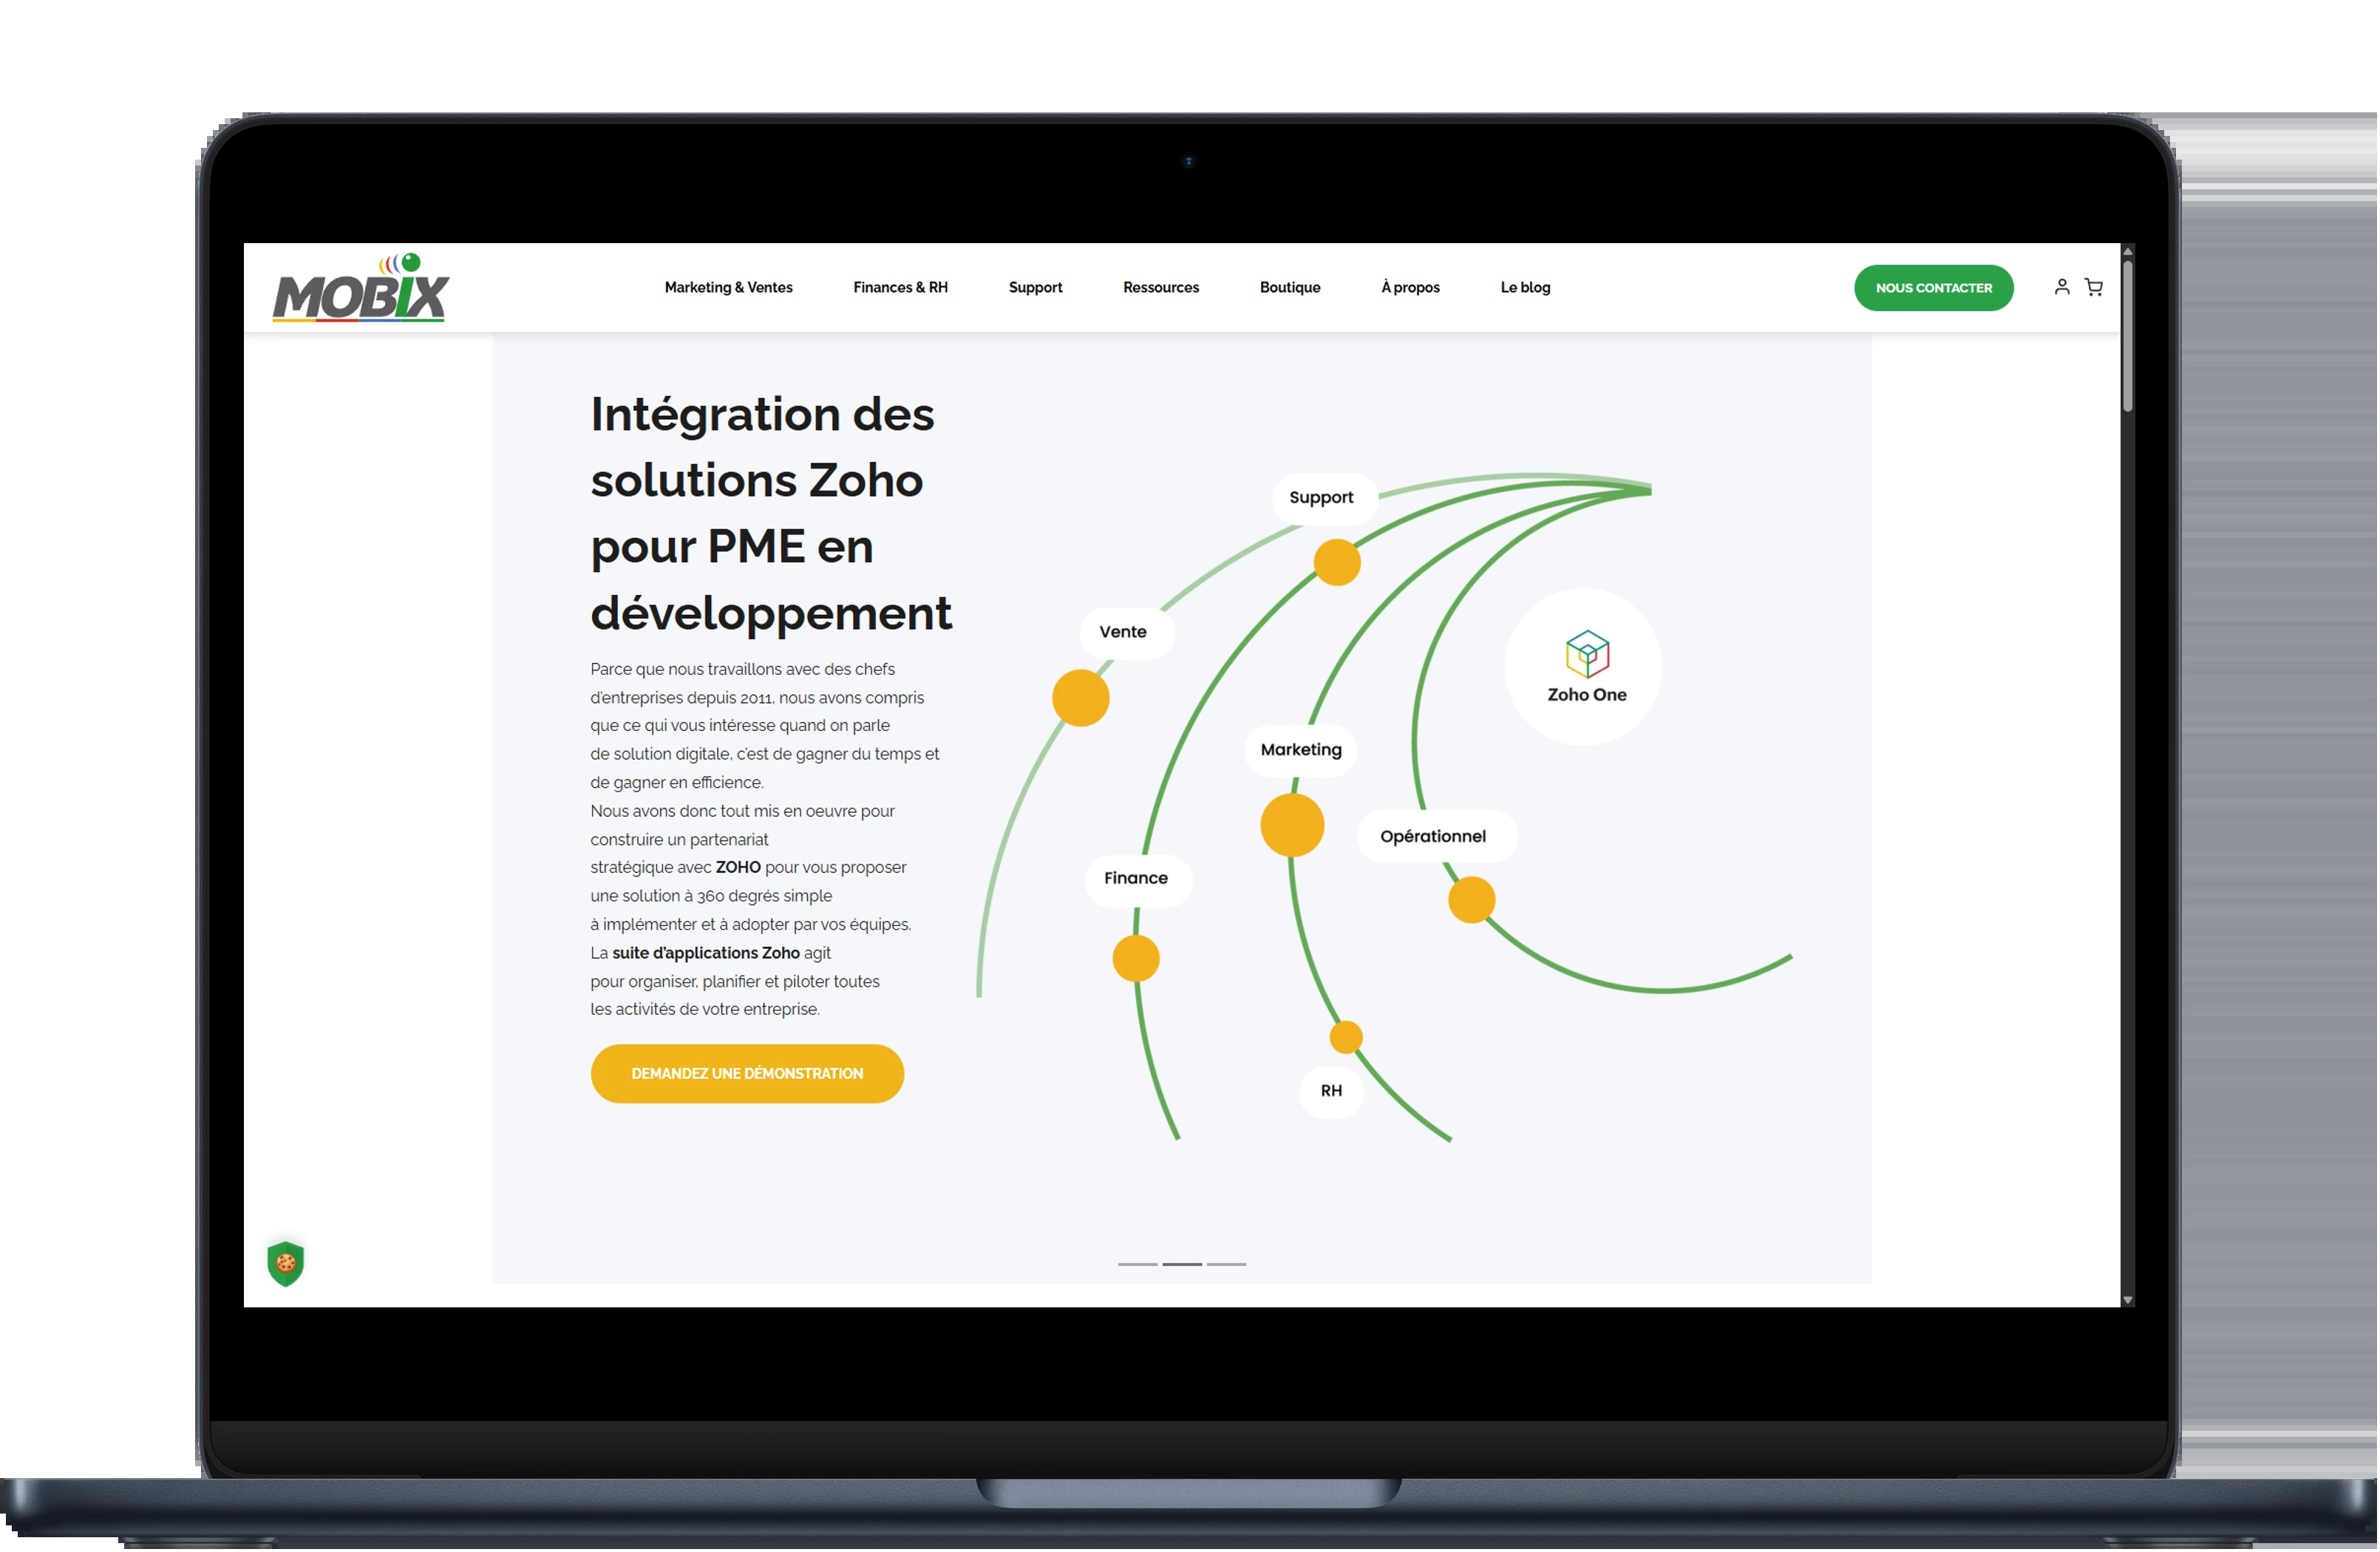 MOBiX
Marketing & Ventes
Finances & RH
Support
Ressources
Boutique
À propos
Le blog
NOUS CONTACTER
Intégration des
solutions Zoho
pour PME en
développement
Parce que nous travaillons avec des chefs
d'entreprises depuis 2011, nous avons compris
que ce qui vous intéresse quand on parle
de solution digitale, c'est de gagner du temps et
de gagner en efficience.
Nous avons donc tout mis en oeuvre pour
construire un partenariat
stratégique avec ZOHO pour vous proposer
une solution à 360 degrés simple
à implémenter et à adopter par vos équipes.
La suite d'applications Zoho agit
pour organiser, planifier et piloter toutes
les activités de votre entreprise.
DEMANDEZ UNE DÉMONSTRATION
Support
Vente
Zoho One
Marketing
Opérationnel
Finance
RH